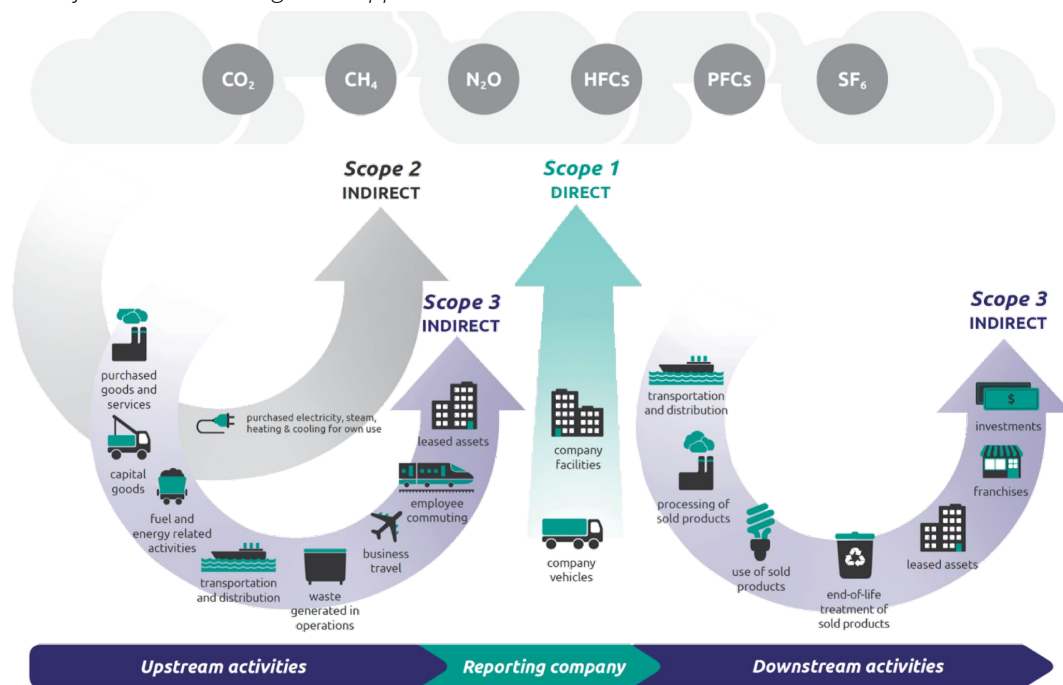 CO₂
CH₄
N₂O
HFCs
PFCs
SF₆
Scope 2
INDIRECT
Scope 1
DIRECT
Scope 3
INDIRECT
Scope 3
INDIRECT
purchased
goods and
services
capital
goods
fuel and
energy related
activities
transportation
and distribution
waste
generated in
operations
business
travel
employee
commuting
leased assets
purchased electricity, steam,
heating & cooling for own use
company
facilities
company
vehicles
transportation
and distribution
processing of
sold products
use of sold
products
end-of-life
treatment of
sold products
leased assets
franchises
$
investments
Upstream activities
Reporting company
Downstream activities